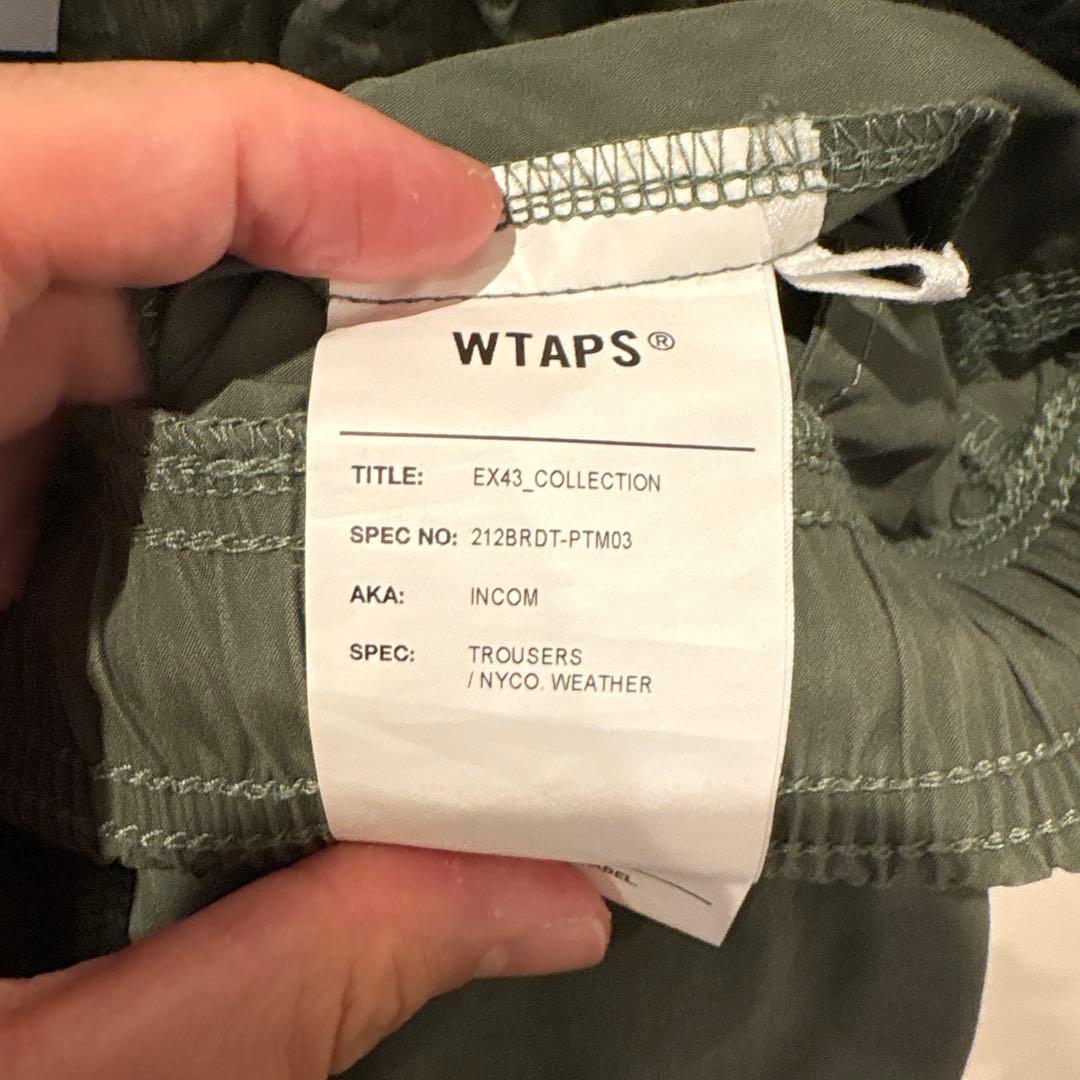 WTAPS®
TITLE: EX43_COLLECTION
SPEC NO: 212BRDT-PTM03
AKA: INCOM
SPEC: TROUSERS
/ NYCO. WEATHER